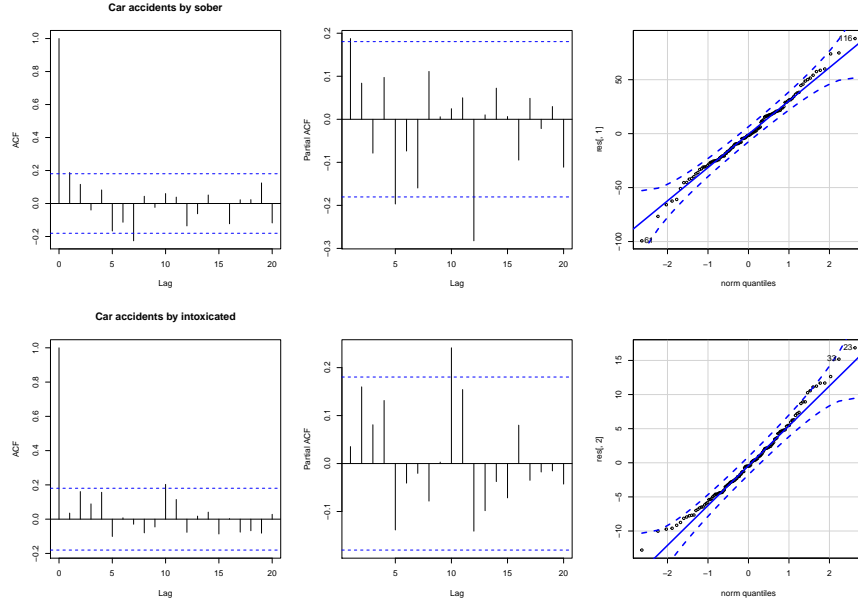 Car accidents by sober
ACF
1.0
0.8
0.6
0.4
0.2
0.0
−0.2
0 5 10 15 20
Lag
Partial ACF
0.2
0.1
0.0
−0.1
−0.2
−0.3
5 10 15 20
Lag
res[, 1]
50
0
−50
−100
116
61
−2 −1 0 1 2
norm quantiles
Car accidents by intoxicated
ACF
1.0
0.8
0.6
0.4
0.2
0.0
−0.2
0 5 10 15 20
Lag
Partial ACF
0.2
0.1
0.0
−0.1
5 10 15 20
Lag
res[, 2]
15
10
5
0
−5
−10
23
−2 −1 0 1 2
norm quantiles